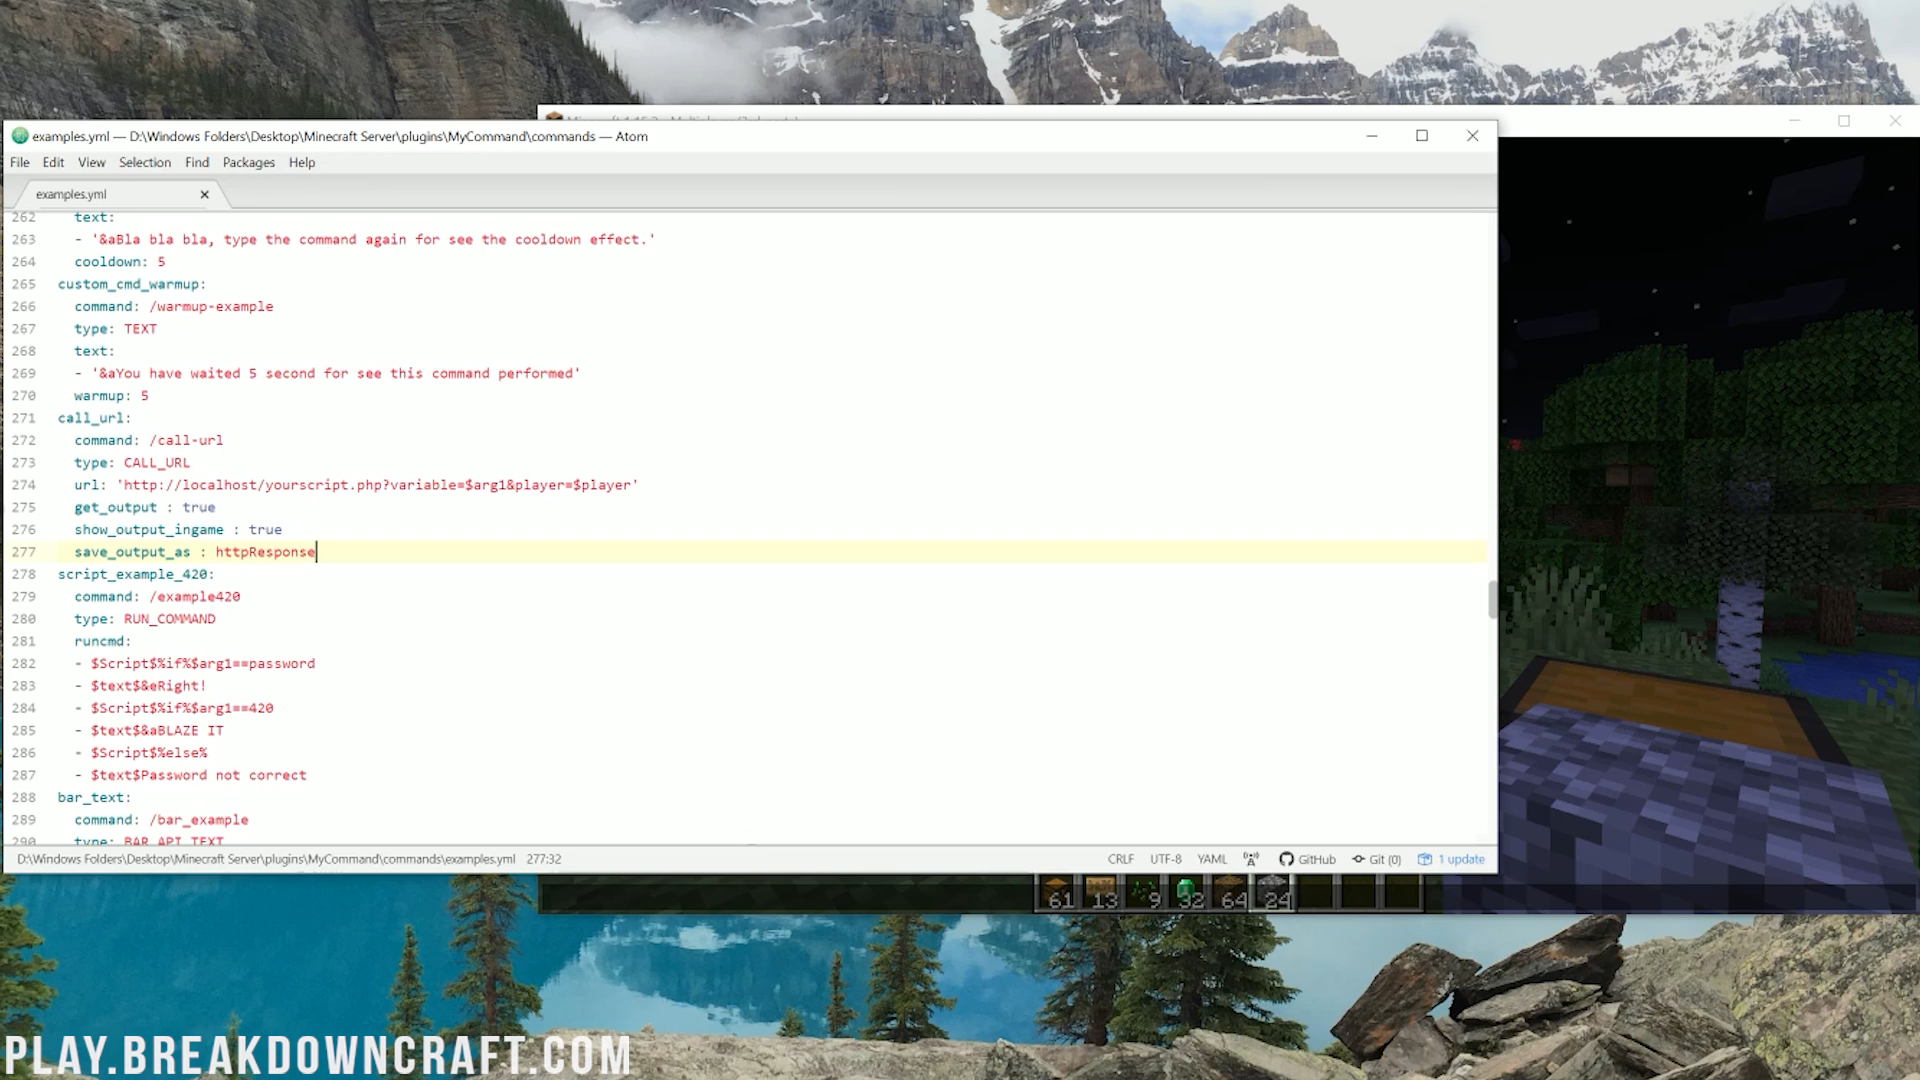 examples.yml — D:\Windows Folders\Desktop\Minecraft Server\plugins\MyCommand\commands — Atom
File Edit View Selection Find Packages Help
examples.yml
262 text:
263 - '&aBla bla bla, type the command again for see the cooldown effect.'
264 cooldown: 5
265 custom_cmd_warmup:
266 command: /warmup-example
267 type: TEXT
268 text:
269 - '&aYou have waited 5 second for see this command performed'
270 warmup: 5
271 call_url:
272 command: /call-url
273 type: CALL_URL
274 url: 'http://localhost/yourscript.php?variable=$arg1&player=$player'
275 get_output : true
276 show_output_ingame : true
277 save_output_as : httpResponse
278 script_example_420:
279 command: /example420
280 type: RUN_COMMAND
281 runcmd:
282 - $Script$%if%$arg1==password
283 - $text$&eRight!
284 - $Script$%if%$arg1==420
285 - $text$&aBLAZE IT
286 - $Script$%else%
287 - $text$Password not correct
288 bar_text:
289 command: /bar_example
290 type: BAR_API_TEXT
D:\Windows Folders\Desktop\Minecraft Server\plugins\MyCommand\commands\examples.yml 277:32
CRLF UTF-8 YAML GitHub Git (0) 1 update
61 13 9 32 64 24
PLAY.BREAKDOWNCRAFT.COM